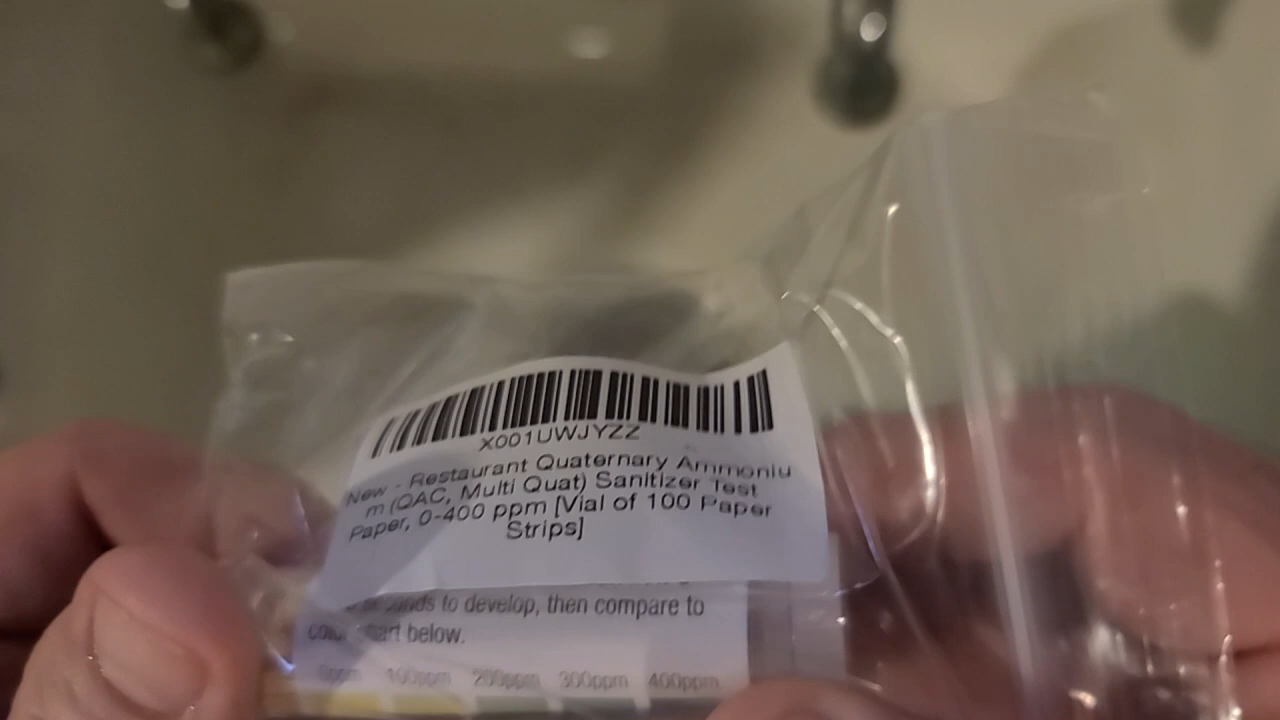 X001UWJYZZ
New - Restaurant Quaternary Ammoniu
m (QAC, Multi Quat) Sanitizer Test
Paper, 0-400 ppm [Vial of 100 Paper
Strips]
to develop, then compare to
chart below.
0ppm 100ppm 200ppm 300ppm 400ppm